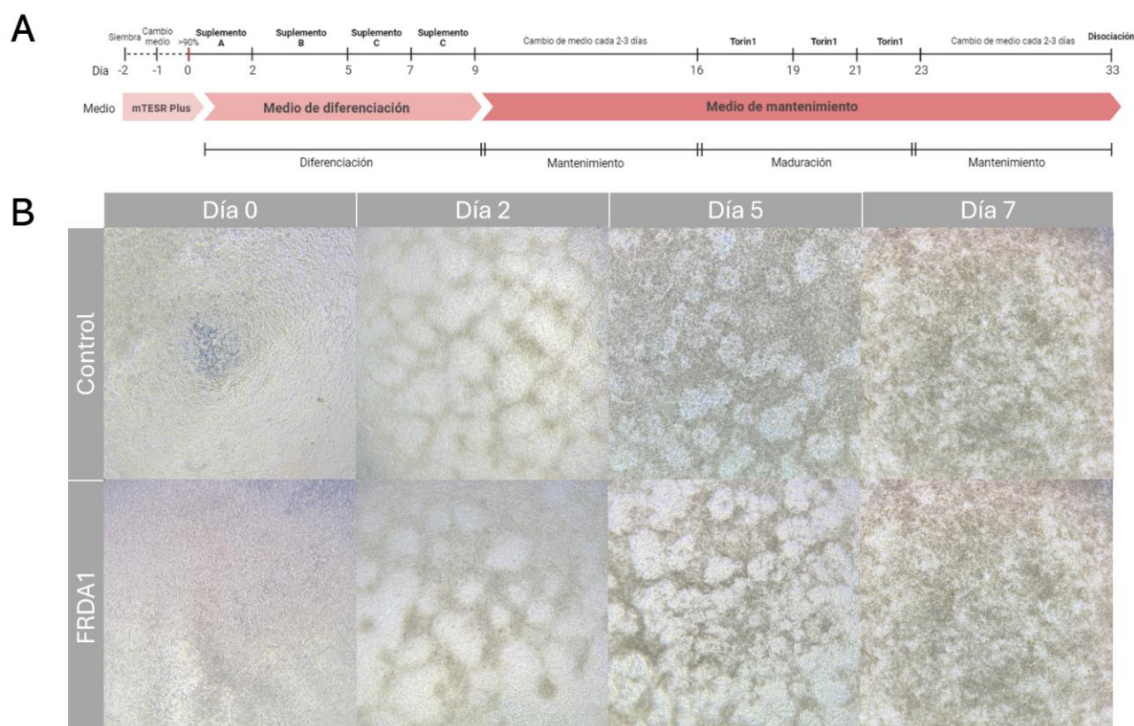 A
Siembra Cambio medio >90% Suplemento A Suplemento B Suplemento C Suplemento C Cambio de medio cada 2-3 días Torin1 Torin1 Torin1 Cambio de medio cada 2-3 días Disociación
Día -2 -1 0 2 5 7 9 16 19 21 23 33
Medio mTESR Plus Medio de diferenciación Medio de mantenimiento
Diferenciación Mantenimiento Maduración Mantenimiento
B
Día 0 Día 2 Día 5 Día 7
Control
FRDA1